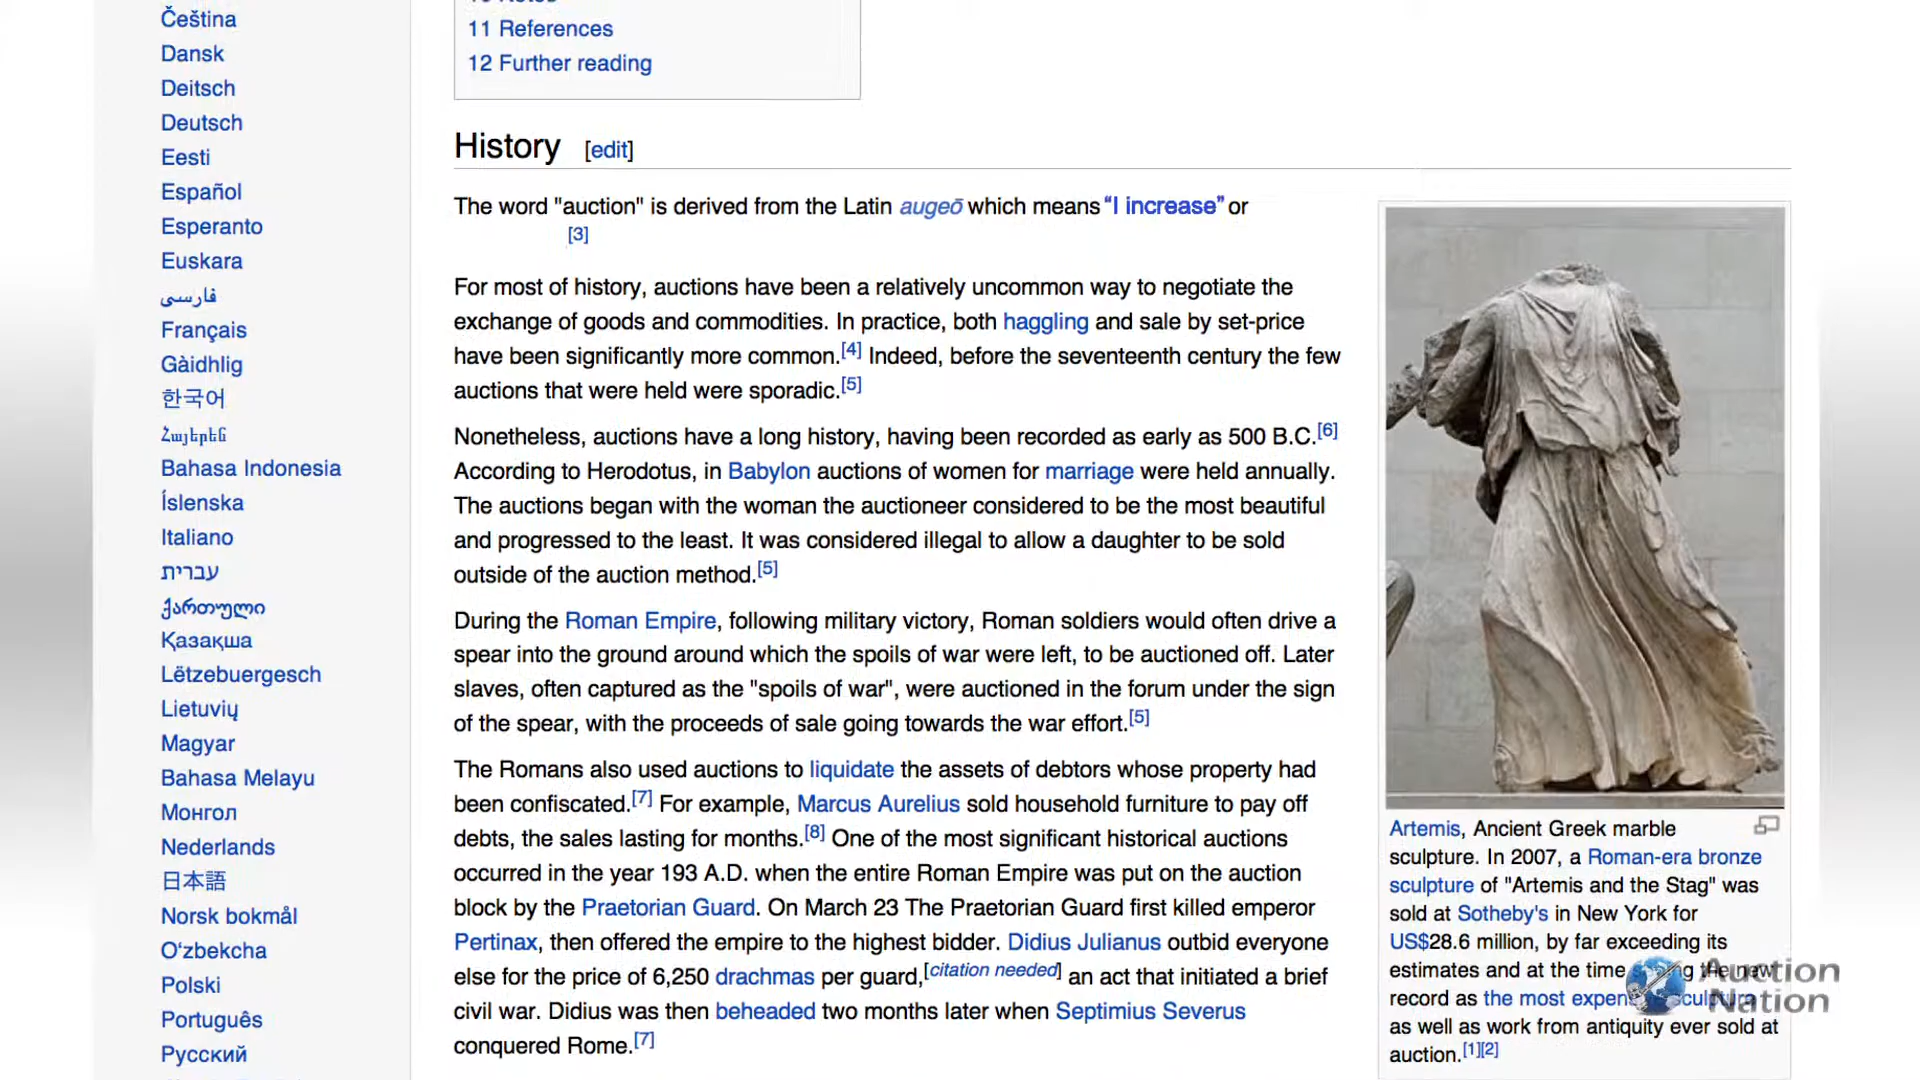 Čeština
Dansk
Deitsch
Deutsch
Eesti
Español
Esperanto
Euskara
فارسی
Français
Gàidhlig
한국어
Հայերեն
Bahasa Indonesia
Íslenska
Italiano
עברית
ქართული
Қазақша
Lëtzebuergesch
Lietuvių
Magyar
Bahasa Melayu
Монгол
Nederlands
日本語
Norsk bokmål
Oʻzbekcha
Polski
Português
Русский
11 References
12 Further reading
History [edit]
The word "auction" is derived from the Latin augeō which means “I increase” or
[3]
For most of history, auctions have been a relatively uncommon way to negotiate the
exchange of goods and commodities. In practice, both haggling and sale by set-price
have been significantly more common.[4] Indeed, before the seventeenth century the few
auctions that were held were sporadic.[5]
Nonetheless, auctions have a long history, having been recorded as early as 500 B.C.[6]
According to Herodotus, in Babylon auctions of women for marriage were held annually.
The auctions began with the woman the auctioneer considered to be the most beautiful
and progressed to the least. It was considered illegal to allow a daughter to be sold
outside of the auction method.[5]
During the Roman Empire, following military victory, Roman soldiers would often drive a
spear into the ground around which the spoils of war were left, to be auctioned off. Later
slaves, often captured as the "spoils of war", were auctioned in the forum under the sign
of the spear, with the proceeds of sale going towards the war effort.[5]
The Romans also used auctions to liquidate the assets of debtors whose property had
been confiscated.[7] For example, Marcus Aurelius sold household furniture to pay off
debts, the sales lasting for months.[8] One of the most significant historical auctions
occurred in the year 193 A.D. when the entire Roman Empire was put on the auction
block by the Praetorian Guard. On March 23 The Praetorian Guard first killed emperor
Pertinax, then offered the empire to the highest bidder. Didius Julianus outbid everyone
else for the price of 6,250 drachmas per guard,[citation needed] an act that initiated a brief
civil war. Didius was then beheaded two months later when Septimius Severus
conquered Rome.[7]
Artemis, Ancient Greek marble
sculpture. In 2007, a Roman-era bronze
sculpture of "Artemis and the Stag" was
sold at Sotheby's in New York for
US$28.6 million, by far exceeding its
estimates and at the time the new
record as the most
as well as work from antiquity ever sold at
auction.[1][2]
Auction
Nation